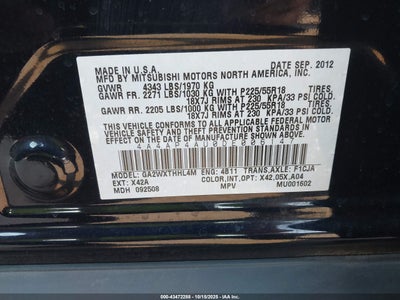 MADE IN U.S.A. DATE SEP. 2012
MFD BY MITSUBISHI MOTORS NORTH AMERICA, INC.
GVWR 4343 LBS/1970 KG
GAWR FR. 2271 LBS/1030 KG WITH P225/55R18 TIRES,
18X7J RIMS AT 230 KPA/33 PSI COLD.
GAWR RR. 2205 LBS/1000 KG WITH P225/55R18 TIRES,
18X7J RIMS AT 230 KPA/33 PSI COLD.
THIS VEHICLE CONFORMS TO ALL APPLICABLE FEDERAL MOTOR
VEHICLE SAFETY STANDARDS IN EFFECT ON THE DATE
OF MANUFACTURE SHOWN ABOVE.
MODEL: GA2WXTHHL4M ENG: 4B11 TRANS,AXLE: F1CJA
EXT: X42A COLOR,INT,OPT: X42,05X,A04
MDH 092508 MPV MU001602
000-43472288 - 10/18/2025 - IAA Inc.